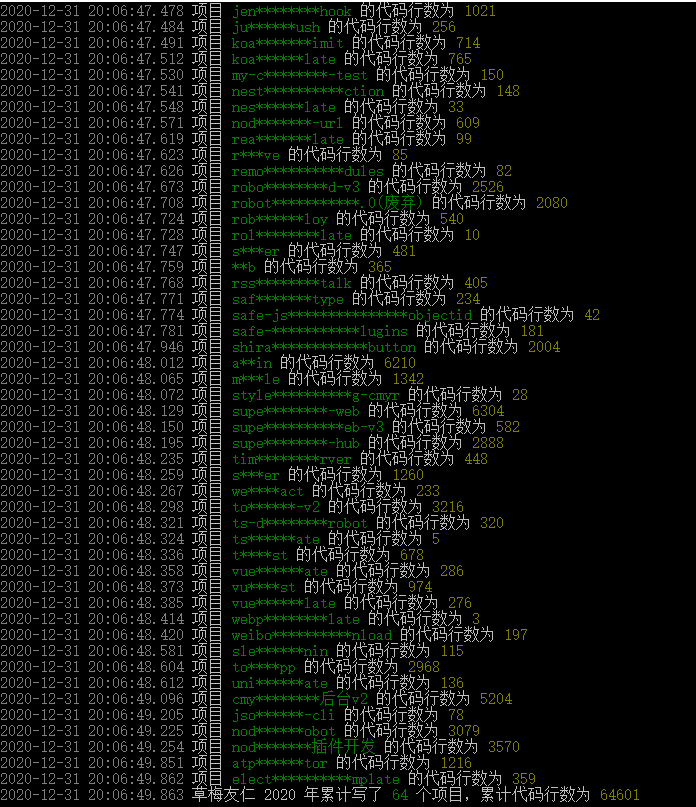 2020-12-31 20:06:47.478 项目 jen********hook 的代码行数为 1021
2020-12-31 20:06:47.484 项目 ju******ush 的代码行数为 256
2020-12-31 20:06:47.491 项目 koa*******imit 的代码行数为 714
2020-12-31 20:06:47.512 项目 koa******late 的代码行数为 765
2020-12-31 20:06:47.530 项目 my-c********-test 的代码行数为 150
2020-12-31 20:06:47.541 项目 nest**********ction 的代码行数为 148
2020-12-31 20:06:47.548 项目 nes******late 的代码行数为 33
2020-12-31 20:06:47.571 项目 nod*******-url 的代码行数为 609
2020-12-31 20:06:47.619 项目 rea*******late 的代码行数为 99
2020-12-31 20:06:47.623 项目 r***ve 的代码行数为 85
2020-12-31 20:06:47.626 项目 remo**********dules 的代码行数为 82
2020-12-31 20:06:47.673 项目 robo********d-v3 的代码行数为 2526
2020-12-31 20:06:47.708 项目 robot***********.0(废弃) 的代码行数为 2080
2020-12-31 20:06:47.724 项目 rob******loy 的代码行数为 540
2020-12-31 20:06:47.728 项目 rol********late 的代码行数为 10
2020-12-31 20:06:47.747 项目 s***er 的代码行数为 481
2020-12-31 20:06:47.759 项目 **b 的代码行数为 365
2020-12-31 20:06:47.768 项目 rss********talk 的代码行数为 405
2020-12-31 20:06:47.771 项目 saf*******type 的代码行数为 234
2020-12-31 20:06:47.774 项目 safe-js***************objectid 的代码行数为 42
2020-12-31 20:06:47.781 项目 safe-***********lugins 的代码行数为 181
2020-12-31 20:06:47.946 项目 shira************button 的代码行数为 2004
2020-12-31 20:06:48.012 项目 a**in 的代码行数为 6210
2020-12-31 20:06:48.065 项目 m***le 的代码行数为 1342
2020-12-31 20:06:48.072 项目 style**********g-cmyr 的代码行数为 28
2020-12-31 20:06:48.129 项目 supe********-web 的代码行数为 6304
2020-12-31 20:06:48.150 项目 supe**********eb-v3 的代码行数为 582
2020-12-31 20:06:48.195 项目 supe********-hub 的代码行数为 2888
2020-12-31 20:06:48.235 项目 tim********rver 的代码行数为 448
2020-12-31 20:06:48.259 项目 s***er 的代码行数为 1260
2020-12-31 20:06:48.267 项目 we****act 的代码行数为 233
2020-12-31 20:06:48.298 项目 to******-v2 的代码行数为 3216
2020-12-31 20:06:48.321 项目 ts-d********robot 的代码行数为 320
2020-12-31 20:06:48.324 项目 ts******ate 的代码行数为 5
2020-12-31 20:06:48.336 项目 t****st 的代码行数为 678
2020-12-31 20:06:48.358 项目 vue******ate 的代码行数为 286
2020-12-31 20:06:48.373 项目 vu****st 的代码行数为 974
2020-12-31 20:06:48.385 项目 vue******late 的代码行数为 276
2020-12-31 20:06:48.414 项目 webp********late 的代码行数为 3
2020-12-31 20:06:48.420 项目 weibo**********nload 的代码行数为 197
2020-12-31 20:06:48.581 项目 sle******nin 的代码行数为 115
2020-12-31 20:06:48.604 项目 to****pp 的代码行数为 2968
2020-12-31 20:06:48.612 项目 uni******ate 的代码行数为 136
2020-12-31 20:06:49.096 项目 cmy********后台v2 的代码行数为 5204
2020-12-31 20:06:49.205 项目 jso******-cli 的代码行数为 78
2020-12-31 20:06:49.225 项目 nod*******obot 的代码行数为 3079
2020-12-31 20:06:49.254 项目 nod*******插件开发 的代码行数为 3570
2020-12-31 20:06:49.851 项目 atp*******tor 的代码行数为 1216
2020-12-31 20:06:49.862 项目 elect**********mplate 的代码行数为 359
2020-12-31 20:06:49.863 草梅友仁 2020 年累计写了 64 个项目，累计代码行数为 64601